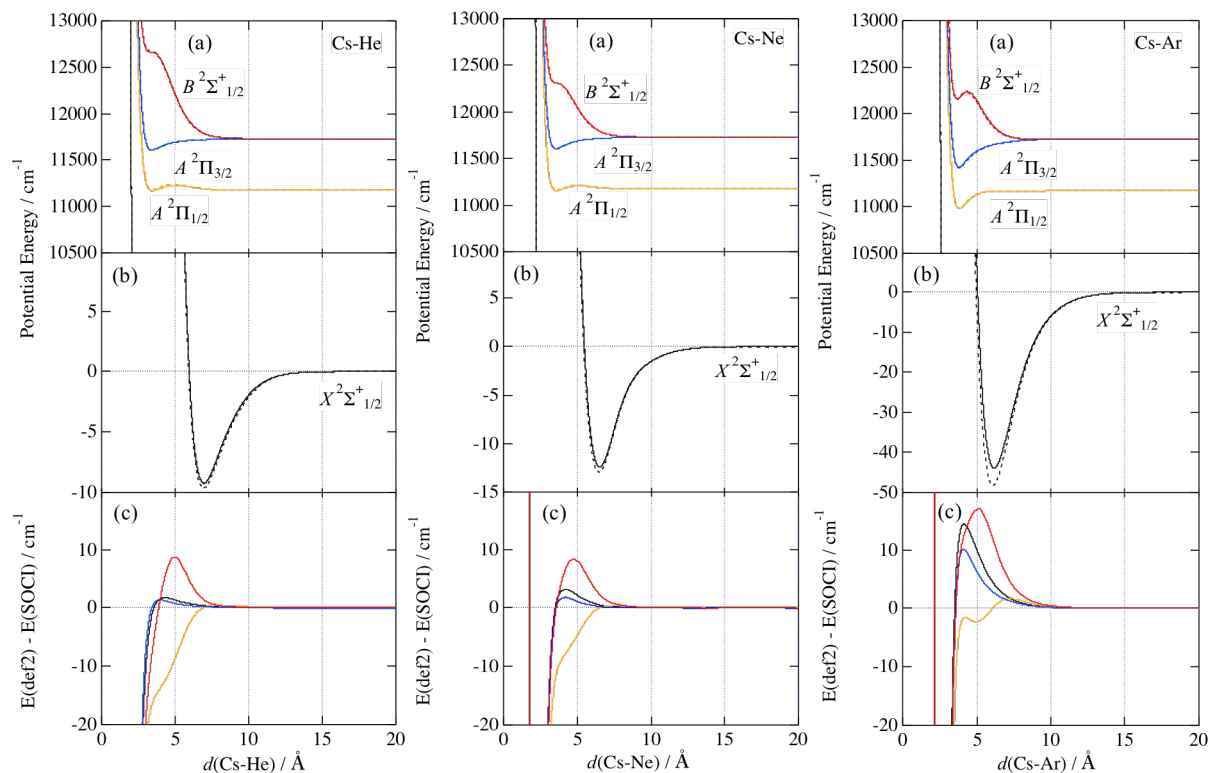 13000
12500
12000
11500
11000
10500
(a)
Cs-He
B ²Σ⁺₁/₂
A ²Π₃/₂
A ²Π₁/₂
Potential Energy / cm⁻¹
5
0
-5
-10
(b)
X ²Σ⁺₁/₂
E(def2) - E(SOCI) / cm⁻¹
10
0
-10
-20
(c)
0
5
10
15
20
d(Cs-He) / Å
13000
12500
12000
11500
11000
10500
(a)
Cs-Ne
B ²Σ⁺₁/₂
A ²Π₃/₂
A ²Π₁/₂
Potential Energy / cm⁻¹
5
0
-5
-10
-15
(b)
X ²Σ⁺₁/₂
E(def2) - E(SOCI) / cm⁻¹
10
0
-10
-20
(c)
0
5
10
15
20
d(Cs-Ne) / Å
13000
12500
12000
11500
11000
10500
(a)
Cs-Ar
B ²Σ⁺₁/₂
A ²Π₃/₂
A ²Π₁/₂
Potential Energy / cm⁻¹
0
-10
-20
-30
-40
-50
(b)
X ²Σ⁺₁/₂
E(def2) - E(SOCI) / cm⁻¹
10
0
-10
-20
(c)
0
5
10
15
20
d(Cs-Ar) / Å